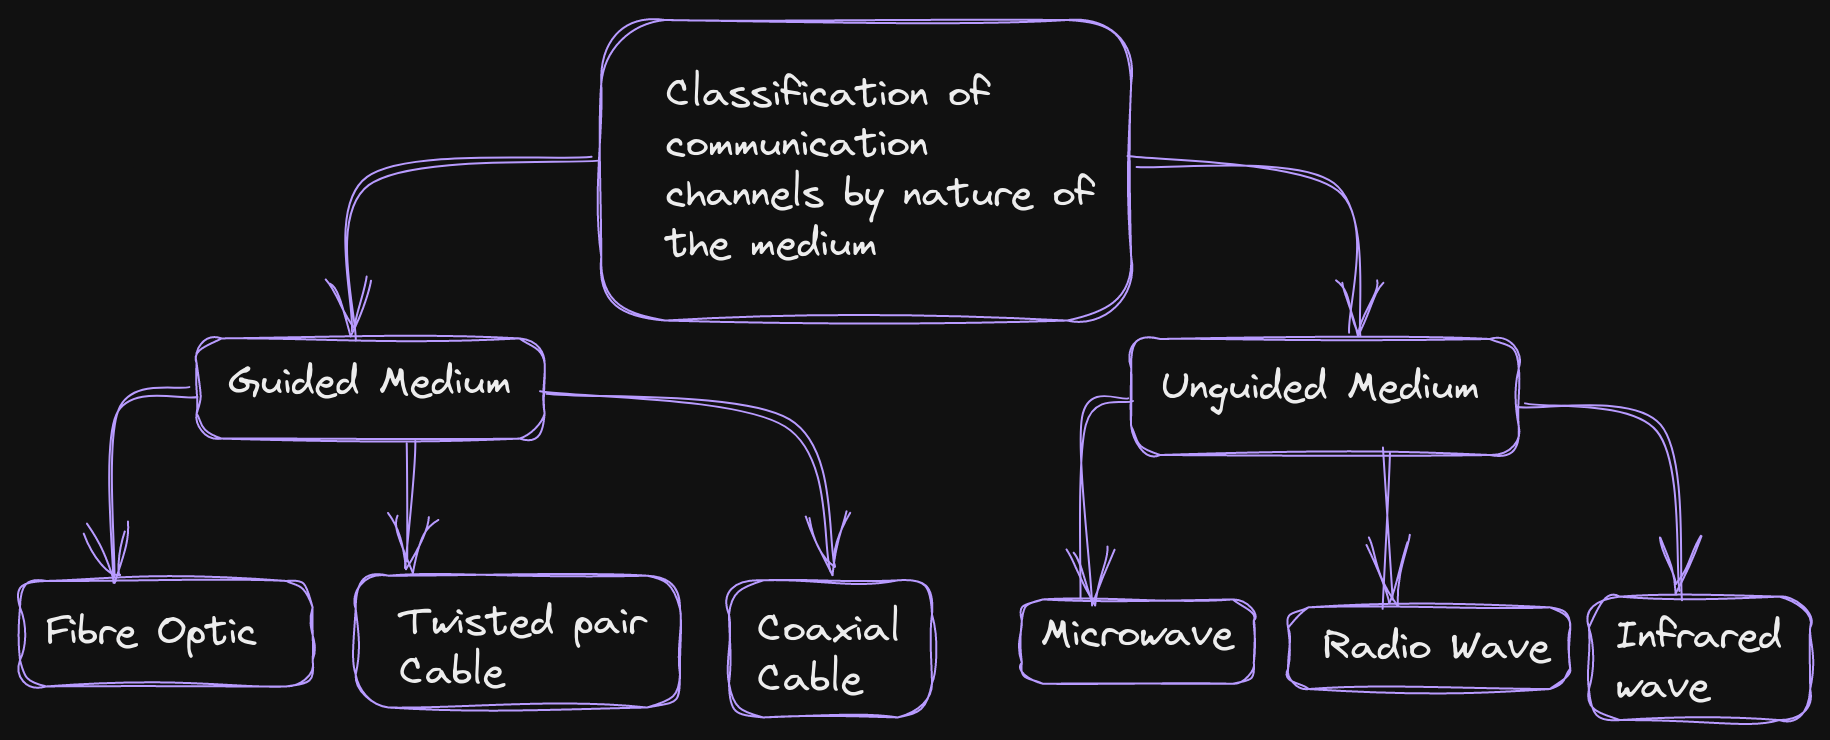 Classification of
communication
channels by nature of
the medium
Guided Medium
Unguided Medium
Fibre Optic
Twisted pair
Cable
Coaxial
Cable
Microwave
Radio Wave
Infrared
wave